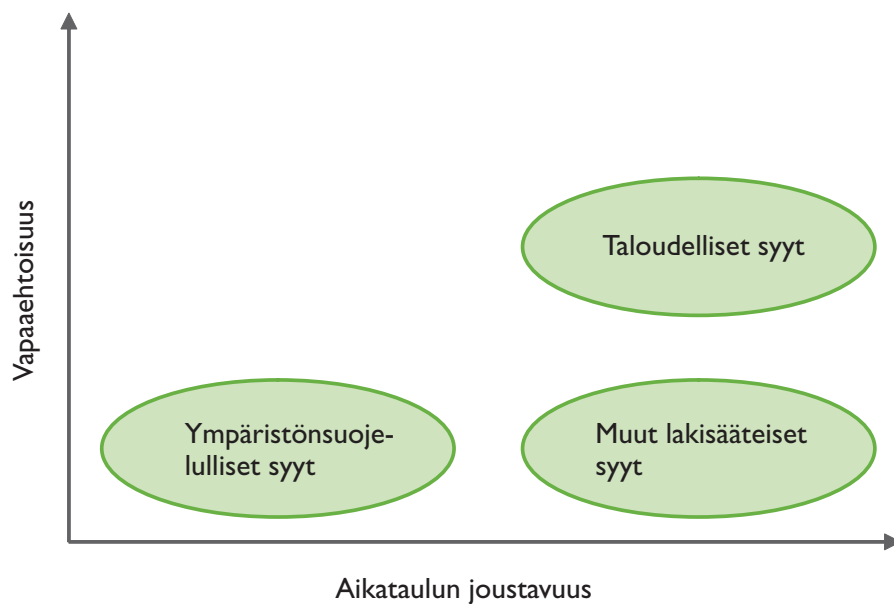 Vapaaehtoisuus
Taloudelliset syyt
Ympäristönsuoje-
lulliset syyt
Muut lakisääteiset
syyt
Aikataulun joustavuus